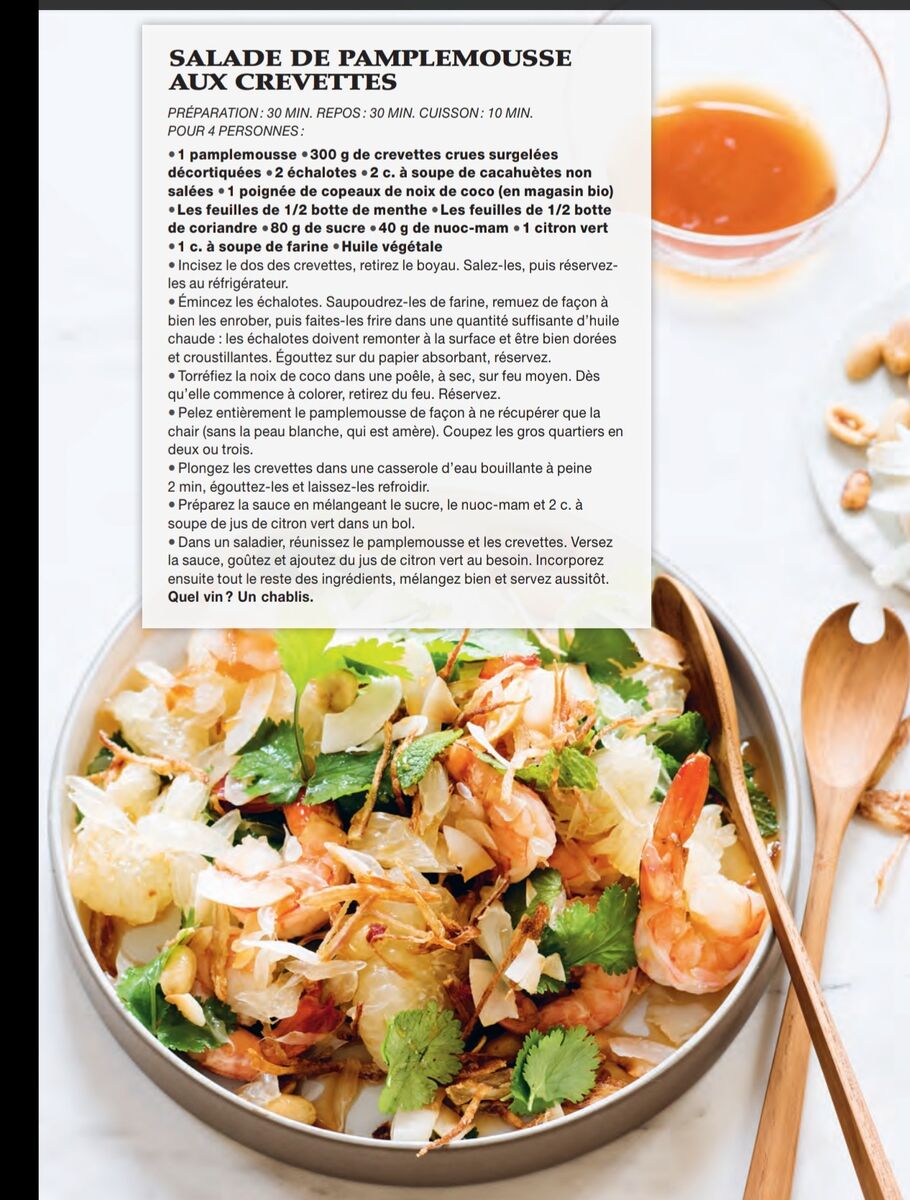 SALADE DE PAMPLEMOUSSE
AUX CREVETTES
PRÉPARATION : 30 MIN. REPOS : 30 MIN. CUISSON : 10 MIN.
POUR 4 PERSONNES :
• 1 pamplemousse • 300 g de crevettes crues surgelées
décortiquées • 2 échalotes • 2 c. à soupe de cacahuètes non
salées • 1 poignée de copeaux de noix de coco (en magasin bio)
• Les feuilles de 1/2 botte de menthe • Les feuilles de 1/2 botte
de coriandre • 80 g de sucre • 40 g de nuoc-mam • 1 citron vert
• 1 c. à soupe de farine • Huile végétale
• Incisez le dos des crevettes, retirez le boyau. Salez-les, puis réservez-
les au réfrigérateur.
• Émincez les échalotes. Saupoudrez-les de farine, remuez de façon à
bien les enrober, puis faites-les frire dans une quantité suffisante d'huile
chaude : les échalotes doivent remonter à la surface et être bien dorées
et croustillantes. Égouttez sur du papier absorbant, réservez.
• Torréfiez la noix de coco dans une poêle, à sec, sur feu moyen. Dès
qu'elle commence à colorer, retirez du feu. Réservez.
• Pelez entièrement le pamplemousse de façon à ne récupérer que la
chair (sans la peau blanche, qui est amère). Coupez les gros quartiers en
deux ou trois.
• Plongez les crevettes dans une casserole d'eau bouillante à peine
2 min, égouttez-les et laissez-les refroidir.
• Préparez la sauce en mélangeant le sucre, le nuoc-mam et 2 c. à
soupe de jus de citron vert dans un bol.
• Dans un saladier, réunissez le pamplemousse et les crevettes. Versez
la sauce, goûtez et ajoutez du jus de citron vert au besoin. Incorporez
ensuite tout le reste des ingrédients, mélangez bien et servez aussitôt.
Quel vin ? Un chablis.